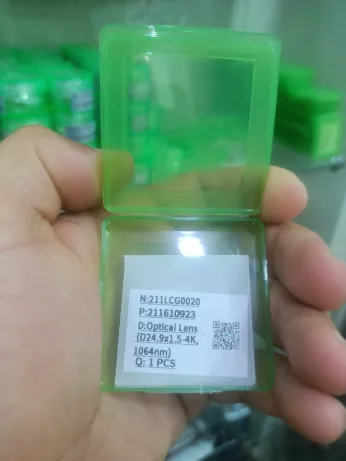 N:211LCG0020
P:211610923
D:Optical Lens
(D24.9x1.5-4K,
1064nm)
Q: 1 PCS